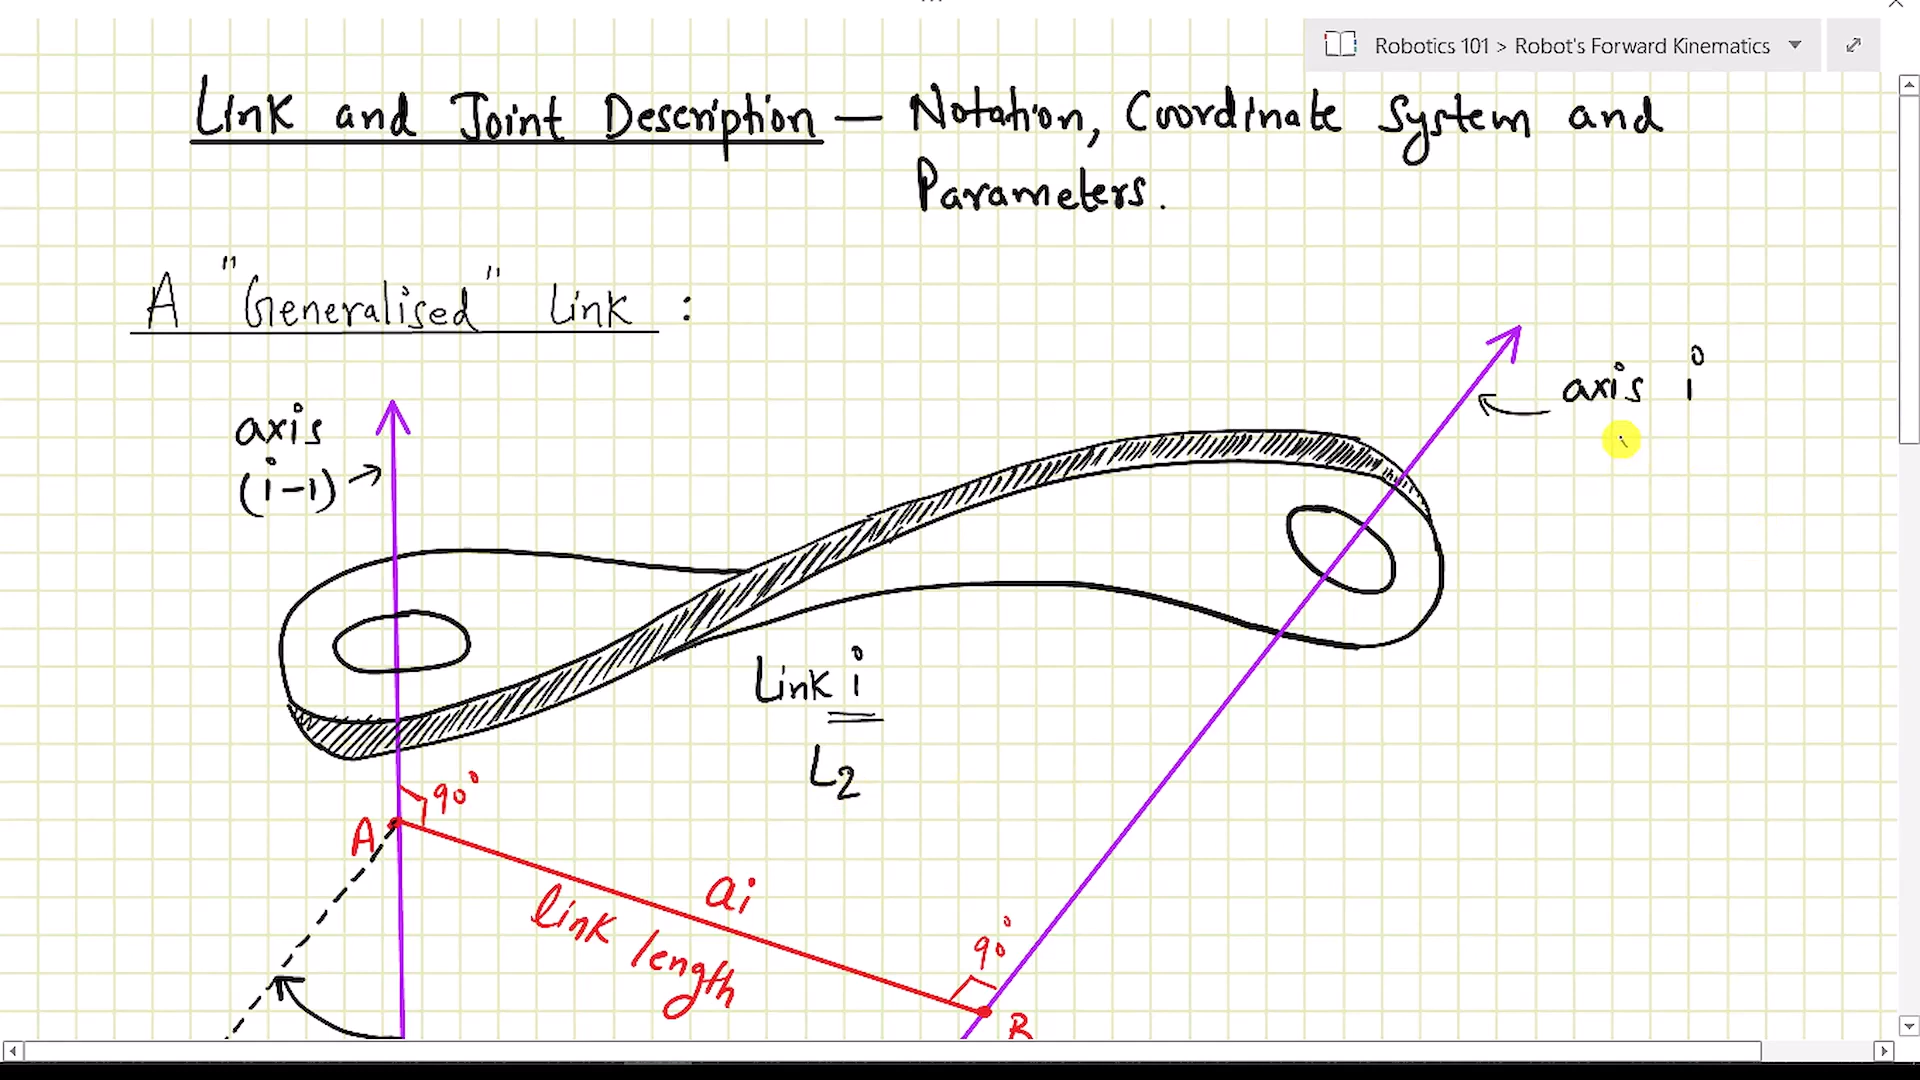 Robotics 101 > Robot's Forward Kinematics
Link and Joint Description — Notation, Coordinate System and
Parameters.
A "Generalised" Link :
axis i
axis
(i-1)
Link i
L2
90°
A
ai
link length
90°
B